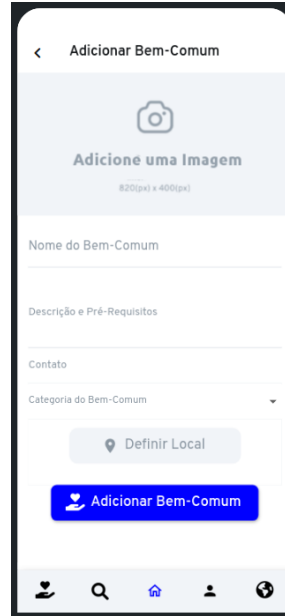 Adicionar Bem-Comum
Adicione uma Imagem
820(px) x 400(px)
Nome do Bem-Comum
Descrição e Pré-Requisitos
Contato
Categoria do Bem-Comum
Definir Local
Adicionar Bem-Comum